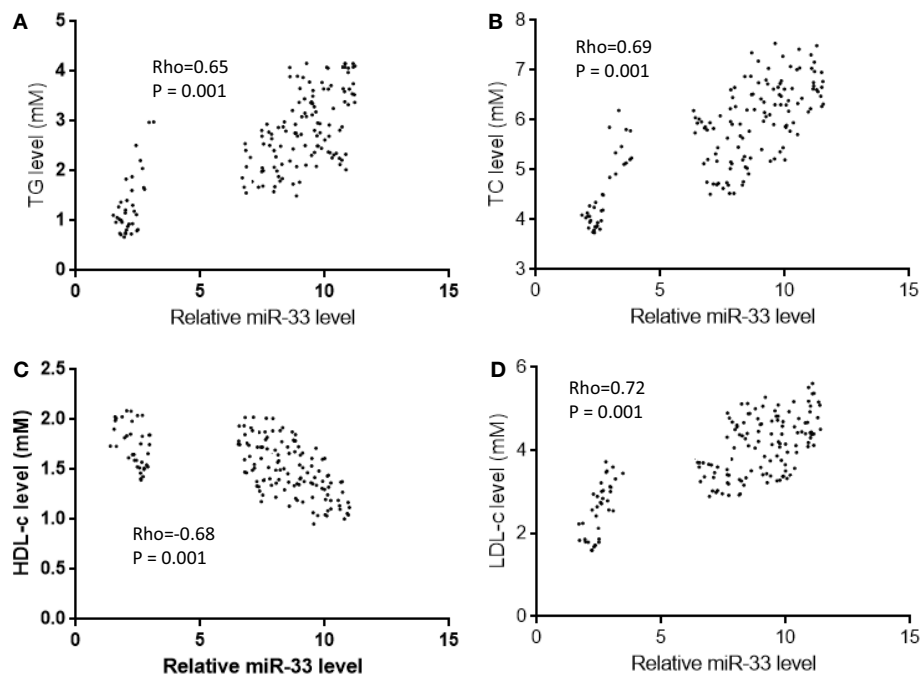 A
5
4
3
2
1
0
TG level (mM)
Rho=0.65
P = 0.001
0
5
10
15
Relative miR-33 level
B
8
7
6
5
4
3
TC level (mM)
Rho=0.69
P = 0.001
0
5
10
15
Relative miR-33 level
C
2.5
2.0
1.5
1.0
0.5
0.0
HDL-c level (mM)
Rho=-0.68
P = 0.001
0
5
10
15
Relative miR-33 level
D
6
4
2
0
LDL-c level (mM)
Rho=0.72
P = 0.001
0
5
10
15
Relative miR-33 level